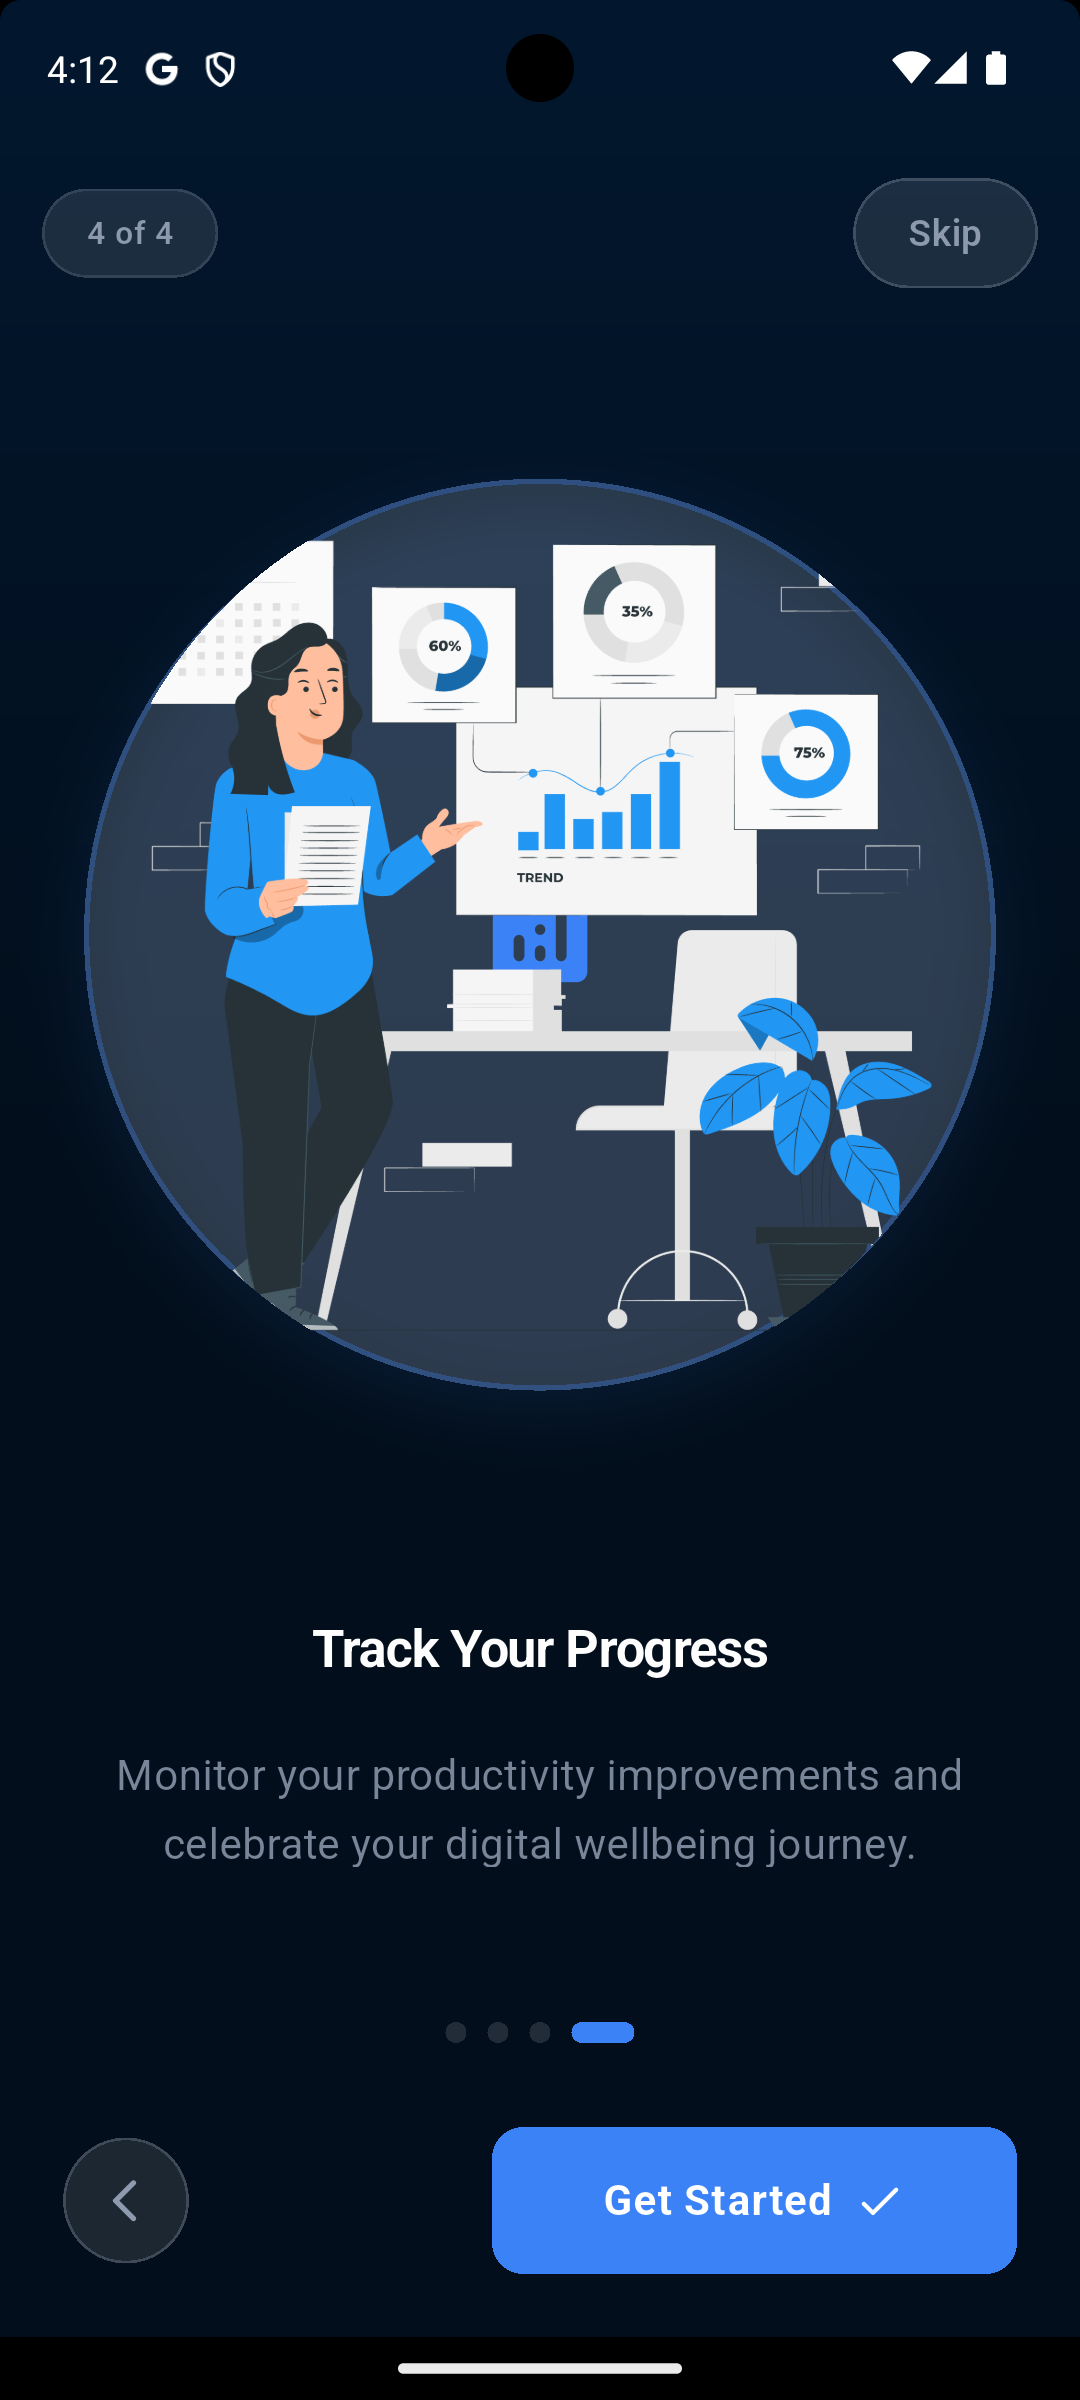 4:12
4 of 4
Skip
60%
35%
75%
TREND
Track Your Progress
Monitor your productivity improvements and
celebrate your digital wellbeing journey.
Get Started